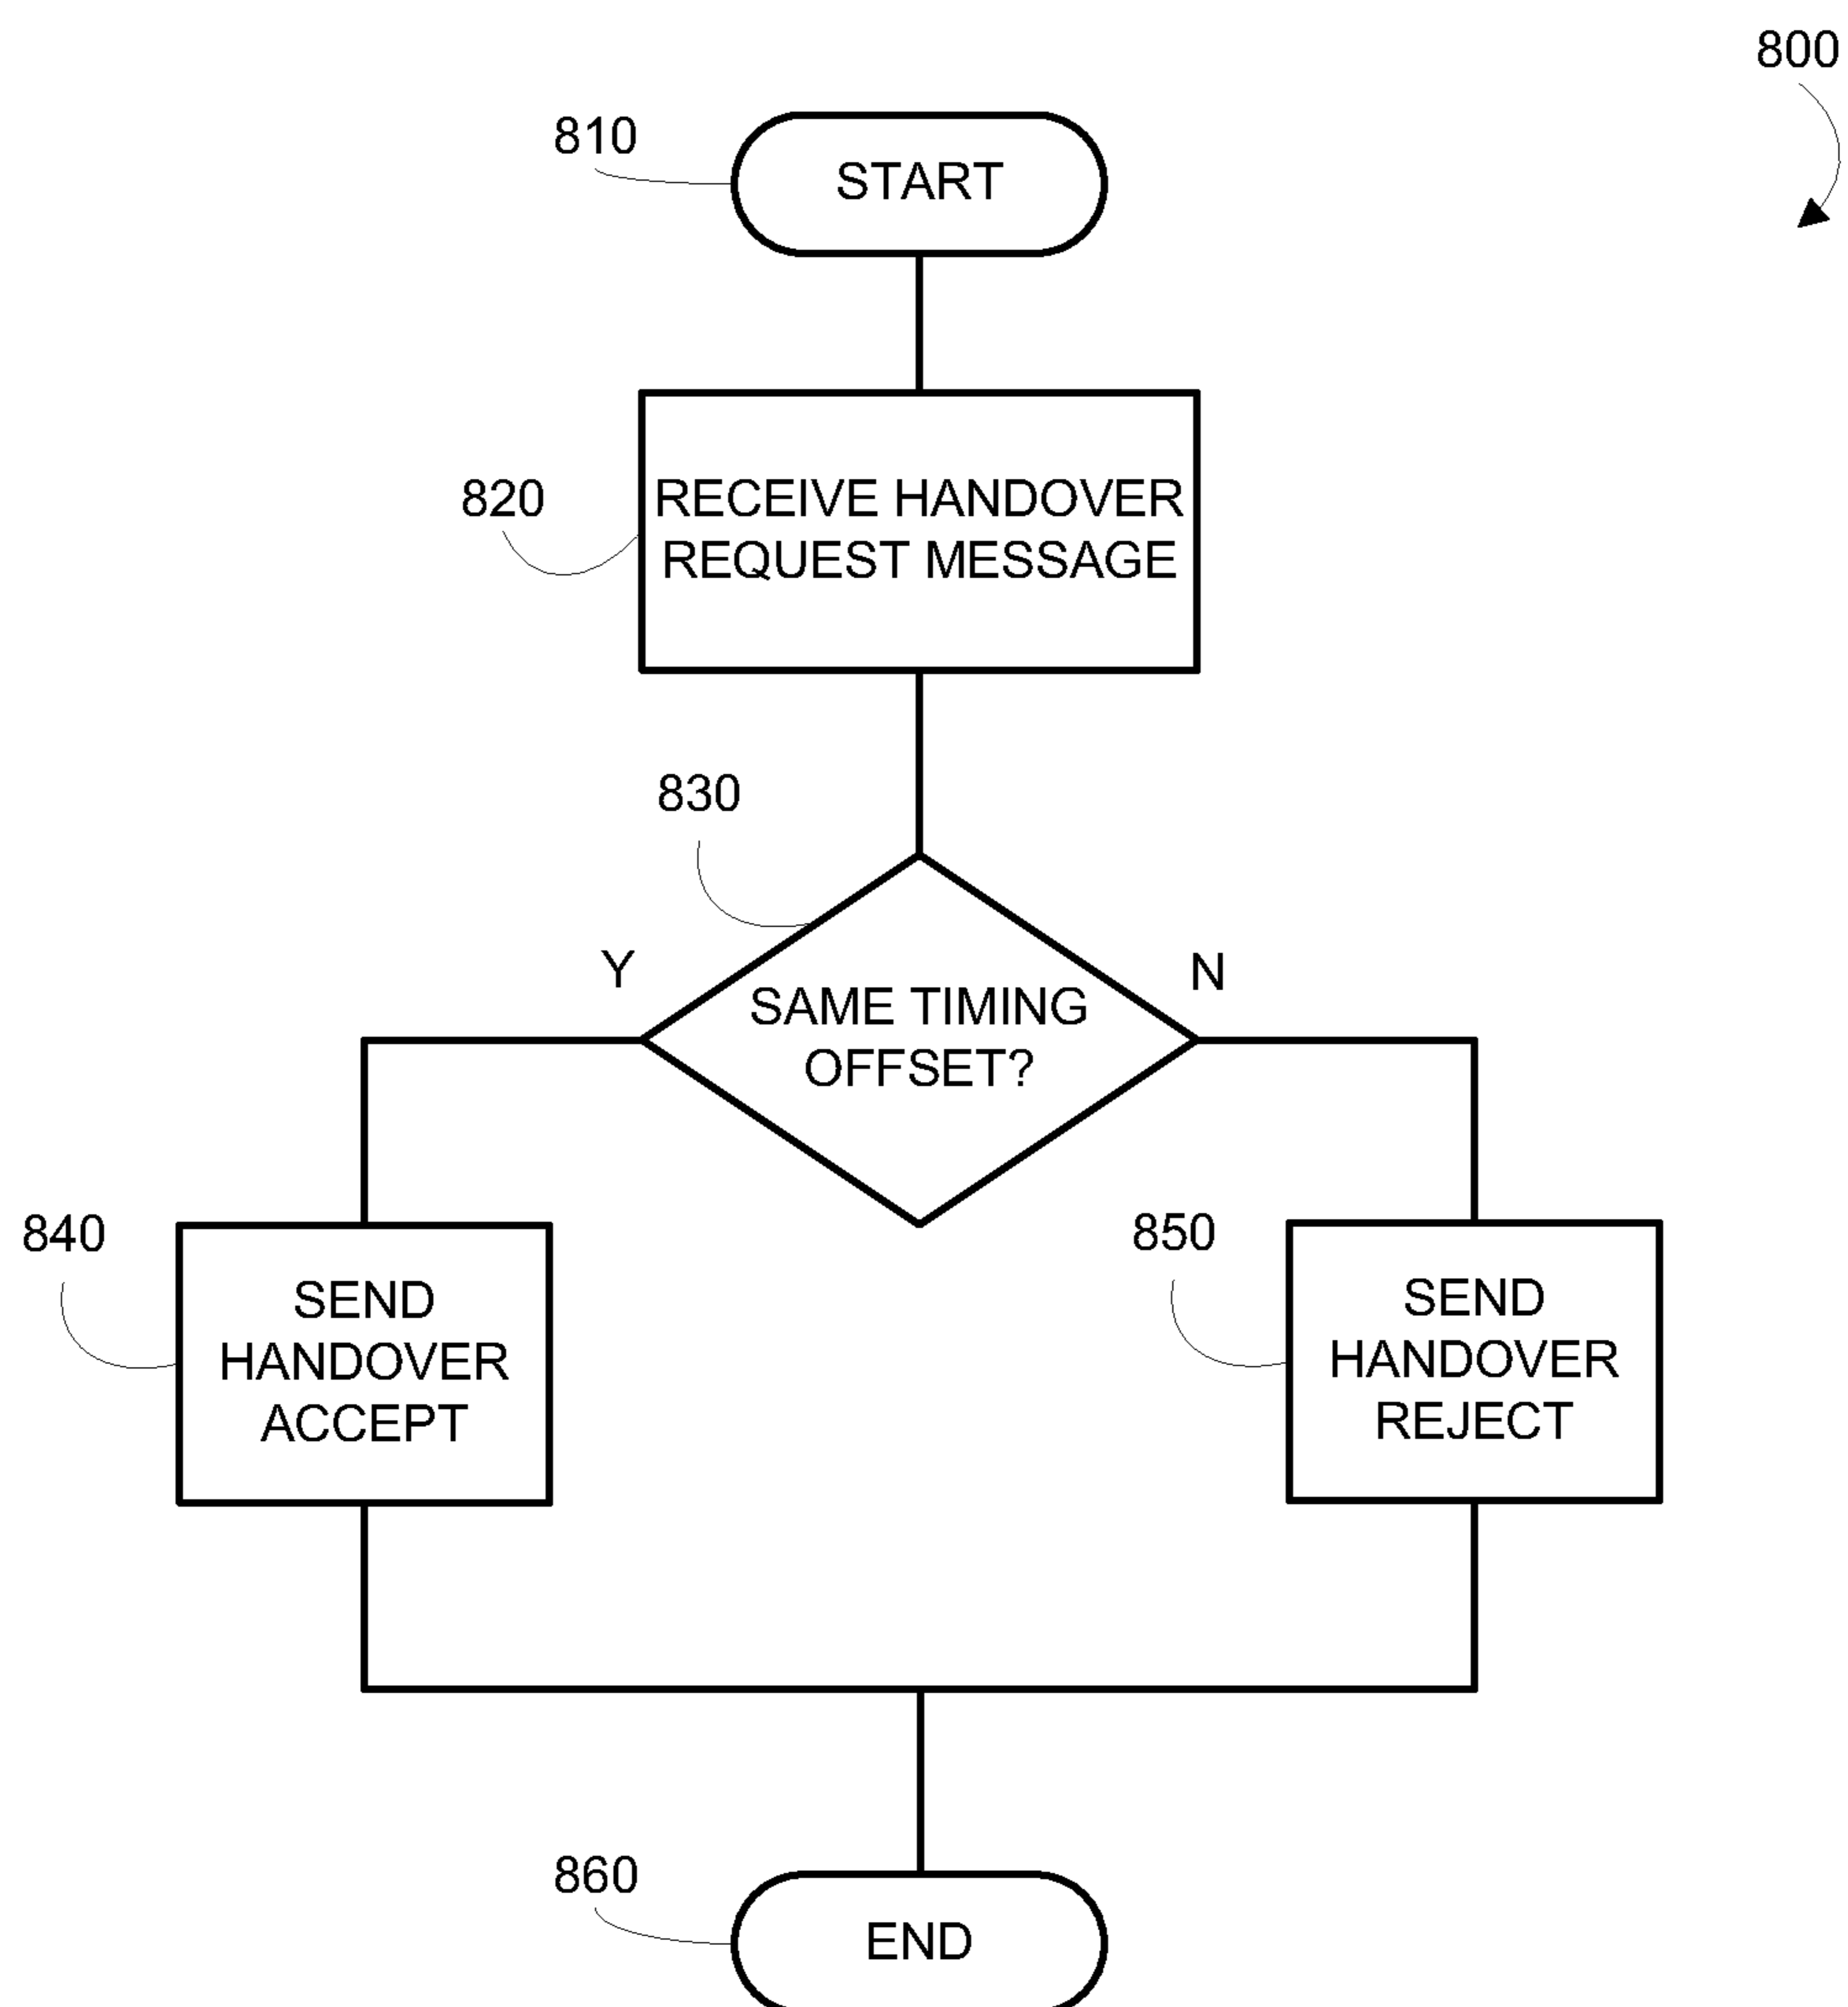 800
810
START
820
RECEIVE HANDOVER
REQUEST MESSAGE
830
Y
N
SAME TIMING
OFFSET?
840
SEND
HANDOVER
ACCEPT
850
SEND
HANDOVER
REJECT
860
END